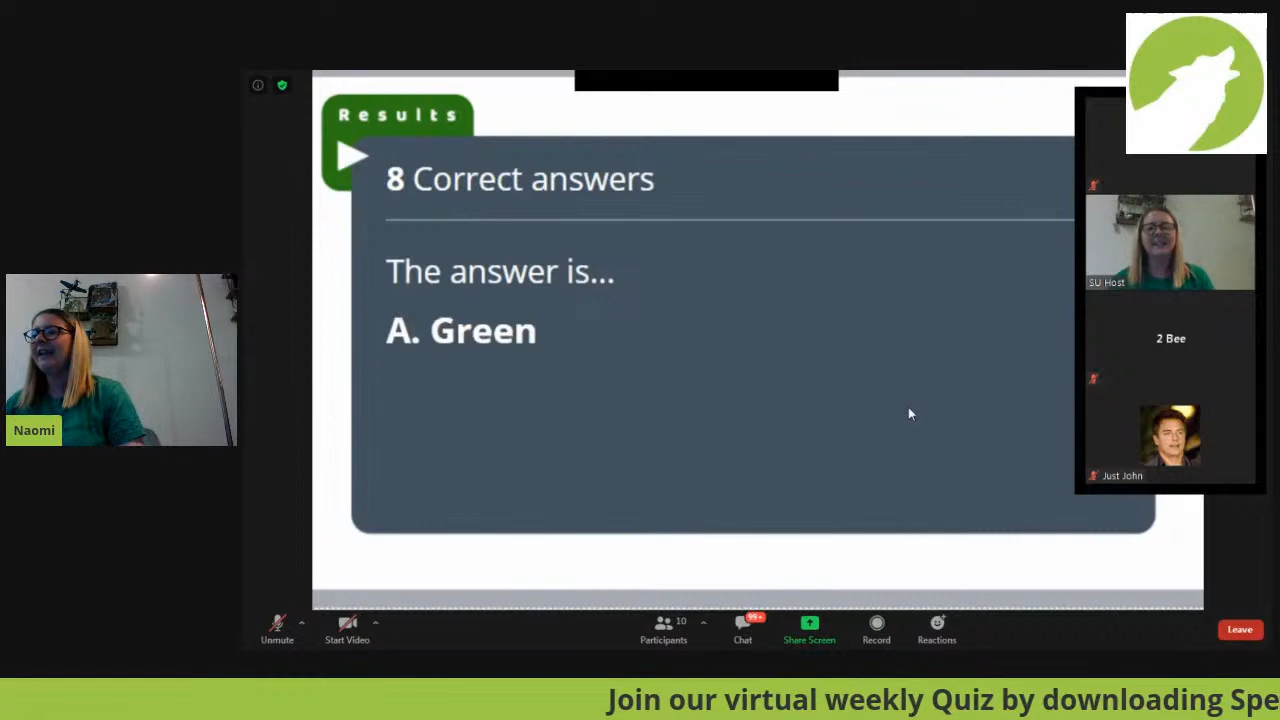 Results
8 Correct answers
The answer is...
A. Green
SU Host
2 Bee
Just John
Naomi
Unmute
Start Video
Participants
10
Chat
99+
Share Screen
Record
Reactions
Leave
Join our virtual weekly Quiz by downloading Spe